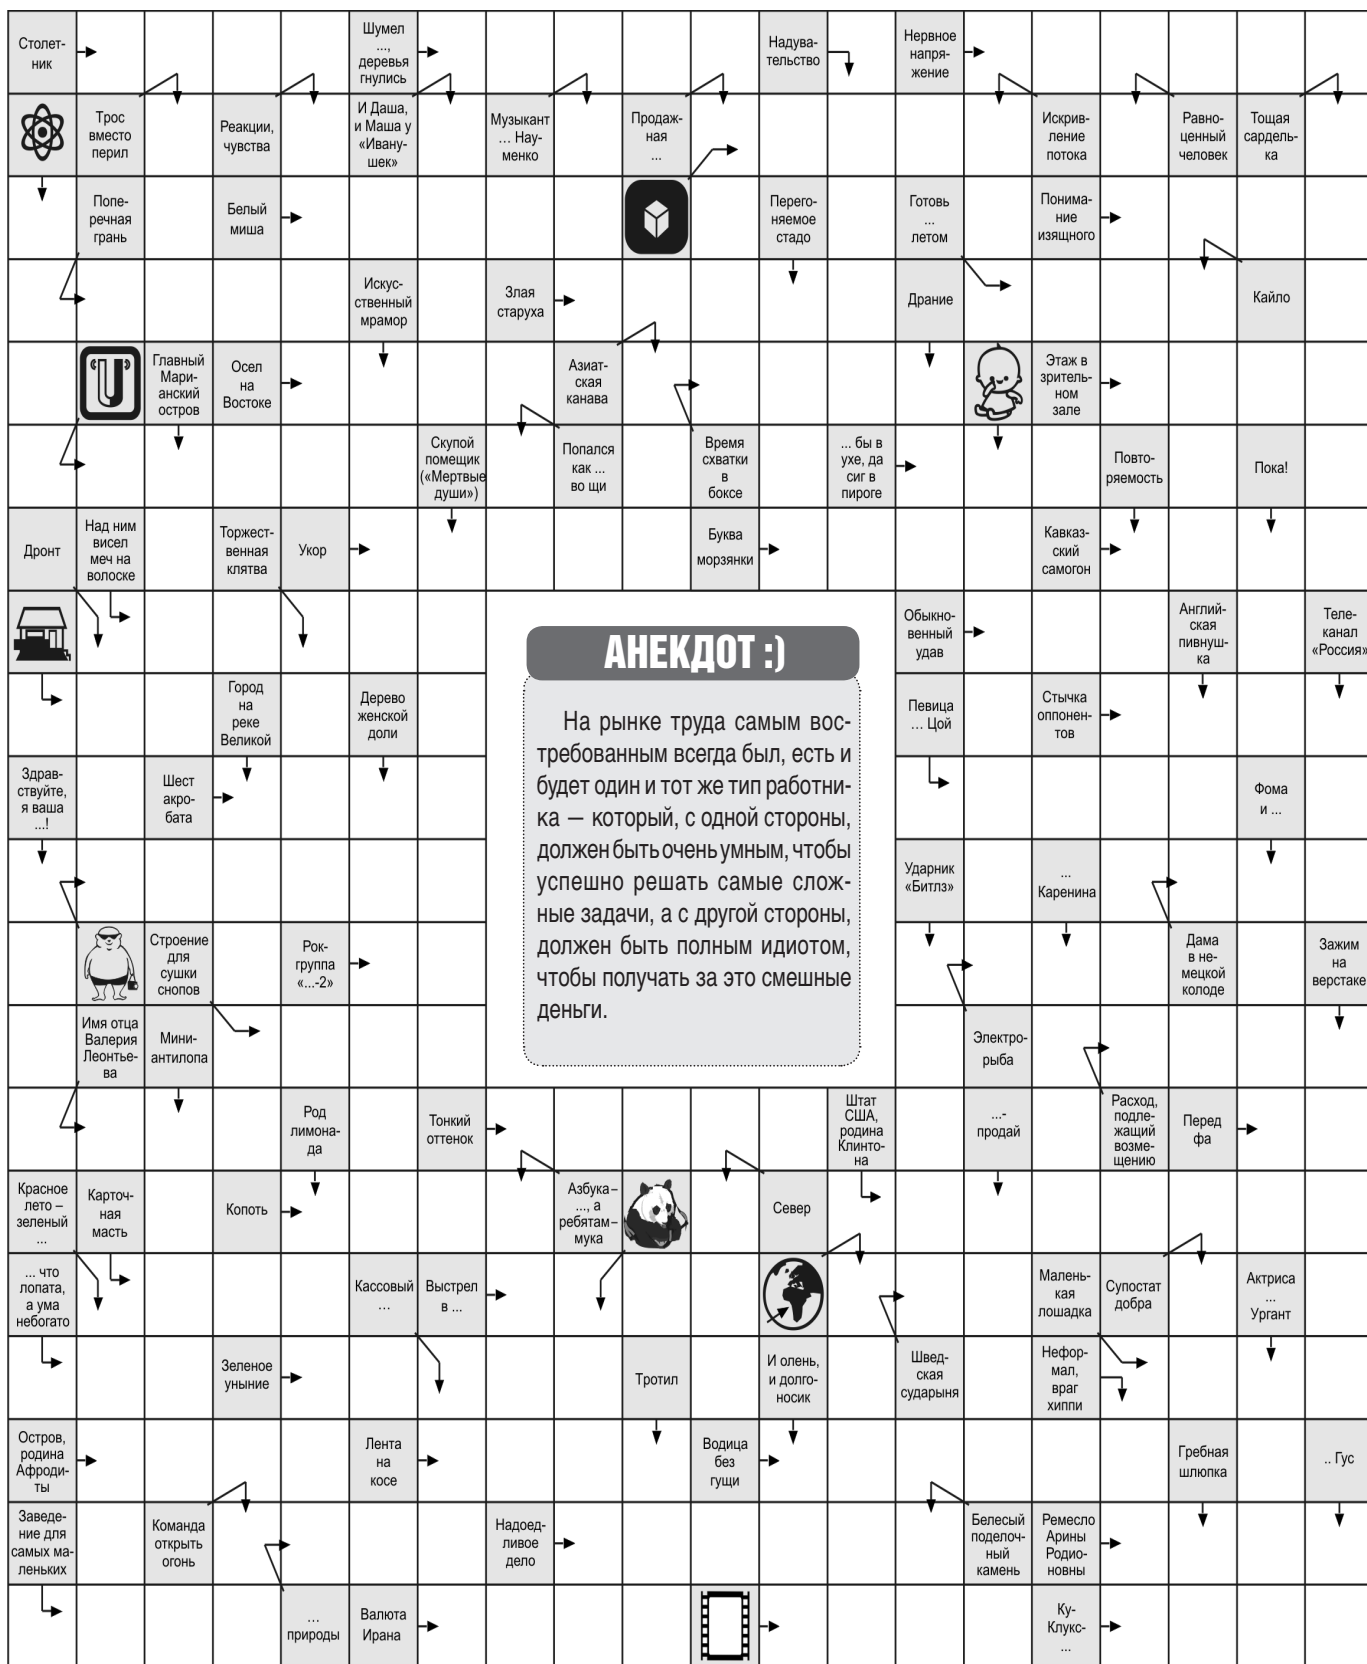 Столет-
ник
Шумел
...,
деревья
гнулись
Надува-
тельство
Нервное
напря-
жение
Трос
вместо
перил
Реакции,
чувства
И Даша,
и Маша у
«Ивану-
шек»
Музыкант
... Нау-
менко
Продаж-
ная
...
Искрив-
ление
потока
Равно-
ценный
человек
Тощая
сардель-
ка
Попе-
речная
грань
Белый
миша
Перего-
няемое
стадо
Готовь
...
летом
Понима-
ние
изящного
Искус-
ственный
мрамор
Злая
старуха
Драние
Кайло
Главный
Мари-
анский
остров
Осел
на
Востоке
Азиат-
ская
канава
Этаж в
зритель-
ном
зале
Скупой
помещик
(«Мертвые
души»)
Попался
как ...
во щи
Время
схватки
в
боксе
... бы в
ухе, да
сиг в
пироге
Повто-
ряемость
Пока!
Дронт
Над ним
висел
меч на
волоске
Торжест-
венная
клятва
Укор
Буква
морзянки
Кавказ-
ский
самогон
Обыкно-
венный
удав
Англий-
ская
пивнуш-
ка
Теле-
канал
«Россия»
Город
на
реке
Великой
Дерево
женской
доли
Певица
... Цой
Стычка
оппонен-
тов
Здрав-
ствуйте,
я ваша
...!
Шест
акро-
бата
Фома
и ...
Ударник
«Битлз»
...
Каренина
Строение
для
сушки
снопов
Рок-
группа
«...-2»
Дама
в не-
мецкой
колоде
Зажим
на
верстаке
Имя отца
Валерия
Леонтье-
ва
Мини-
антилопа
Электро-
рыба
АНЕКДОТ :)
На рынке труда самым вос-
требованным всегда был, есть и
будет один и тот же тип работни-
ка — который, с одной стороны,
должен быть очень умным, чтобы
успешно решать самые слож-
ные задачи, а с другой стороны,
должен быть полным идиотом,
чтобы получать за это смешные
деньги.
Род
лимона-
да
Тонкий
оттенок
Штат
США,
родина
Клинто-
на
...-
продай
Расход,
подле-
жащий
возме-
щению
Перед
фа
Красное
лето –
зеленый
...
Карточ-
ная
масть
Копоть
Азбука –
..., а
ребятам –
мука
Север
... что
лопата,
а ума
небогато
Кассовый
...
Выстрел
в ...
Малень-
кая
лошадка
Супостат
добра
Актриса
...
Ургант
Зеленое
уныние
Тротил
И олень,
и долго-
носик
Швед-
ская
сударыня
Нефор-
мал,
враг
хиппи
Остров,
родина
Афроди-
ты
Лента
на
косе
Водица
без
гущи
Гребная
шлюпка
.. Гус
Заведе-
ние для
самых ма-
леньких
Команда
открыть
огонь
Надоед-
ливое
дело
Белесый
поделоч-
ный
камень
Ремесло
Арины
Родио-
новны
...
природы
Валюта
Ирана
Ку-
Клукс-
...